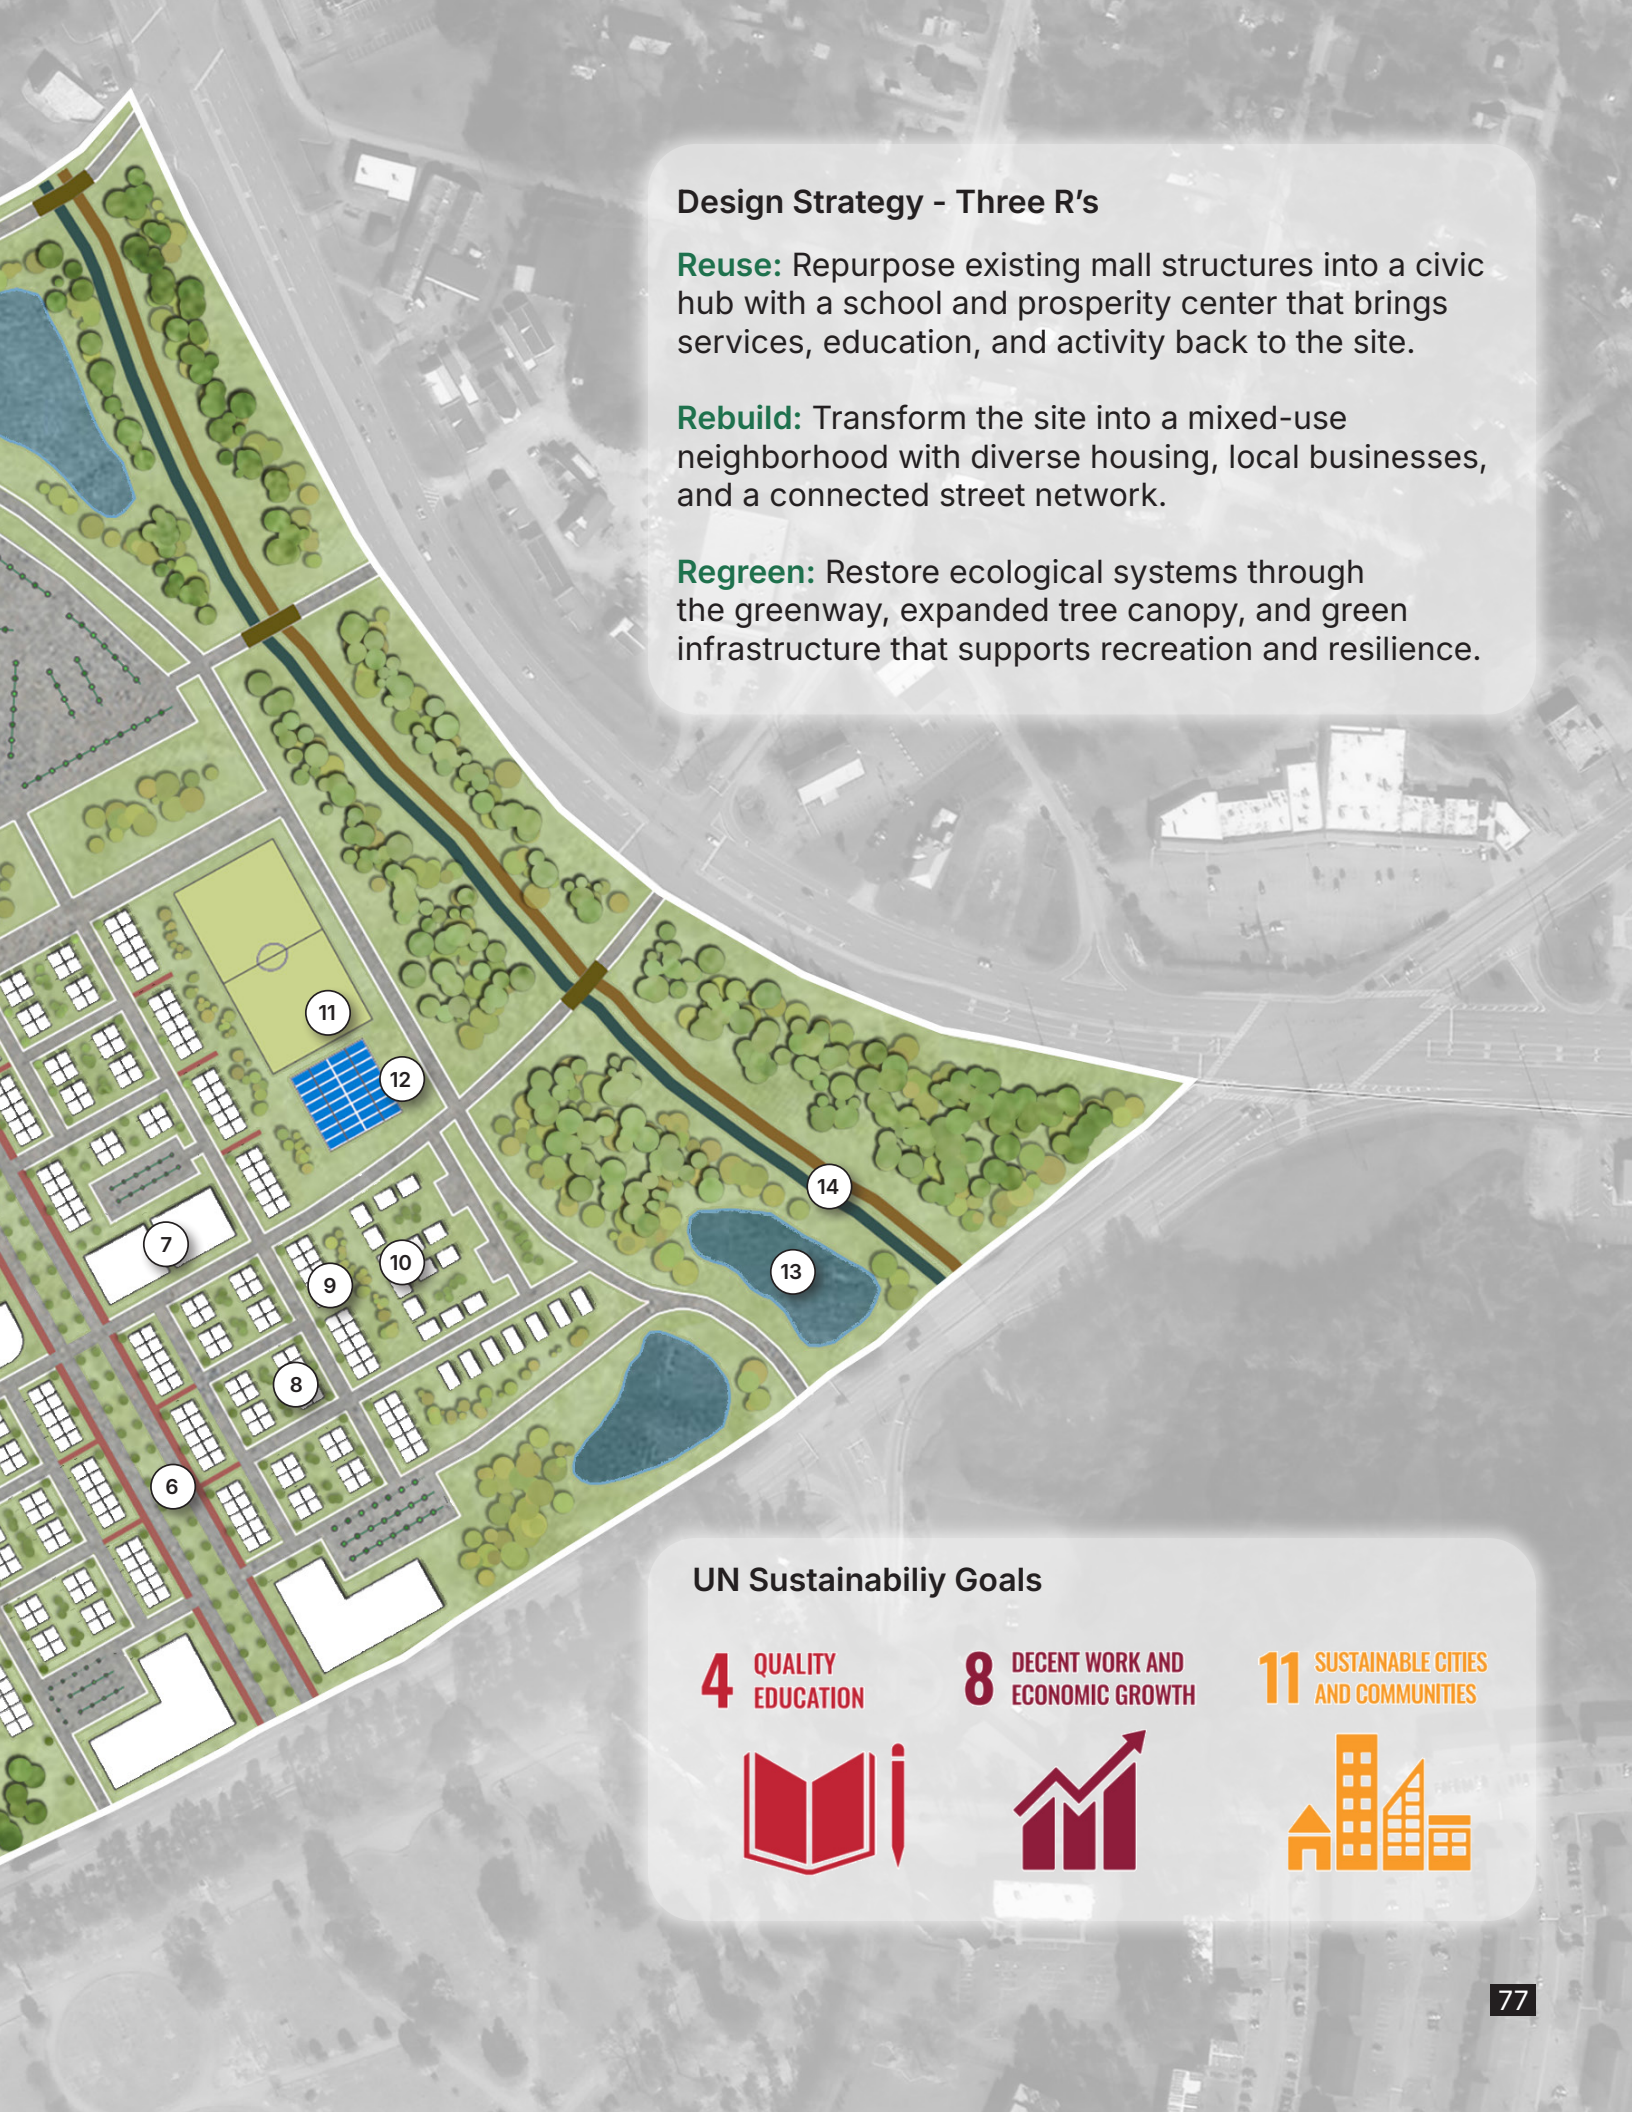 Design Strategy - Three R’s
Reuse: Repurpose existing mall structures into a civic
hub with a school and prosperity center that brings
services, education, and activity back to the site.
Rebuild: Transform the site into a mixed-use
neighborhood with diverse housing, local businesses,
and a connected street network.
Regreen: Restore ecological systems through
the greenway, expanded tree canopy, and green
infrastructure that supports recreation and resilience.
11
12
14
7
10
13
9
8
6
UN Sustainabiliy Goals
4 QUALITY
EDUCATION
8 DECENT WORK AND
ECONOMIC GROWTH
11 SUSTAINABLE CITIES
AND COMMUNITIES
77